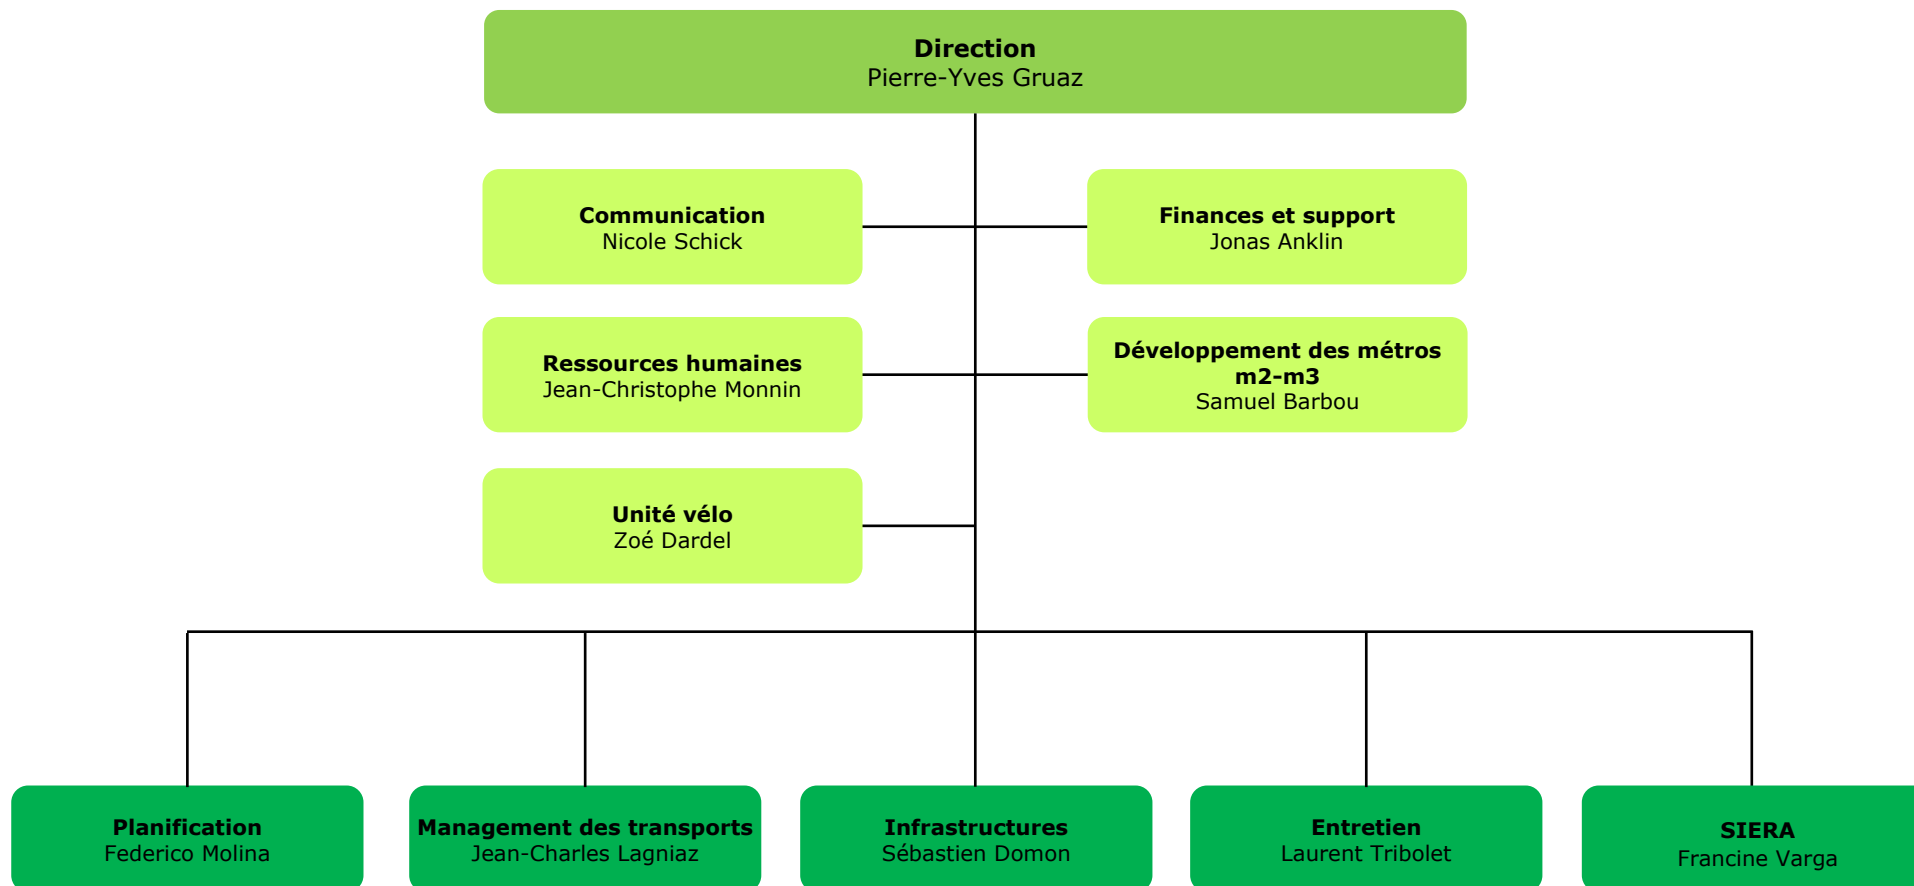 Direction
Pierre-Yves Gruaz
Communication
Nicole Schick
Finances et support
Jonas Anklin
Ressources humaines
Jean-Christophe Monnin
Développement des métros
m2-m3
Samuel Barbou
Unité vélo
Zoé Dardel
Planification
Federico Molina
Management des transports
Jean-Charles Lagniaz
Infrastructures
Sébastien Domon
Entretien
Laurent Tribolet
SIERA
Francine Varga